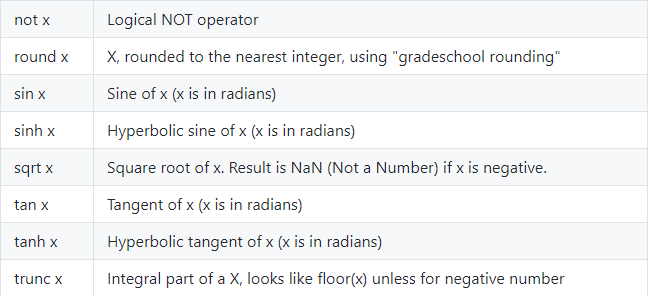 not x Logical NOT operator
round x X, rounded to the nearest integer, using "gradeschool rounding"
sin x Sine of x (x is in radians)
sinh x Hyperbolic sine of x (x is in radians)
sqrt x Square root of x. Result is NaN (Not a Number) if x is negative.
tan x Tangent of x (x is in radians)
tanh x Hyperbolic tangent of x (x is in radians)
trunc x Integral part of a X, looks like floor(x) unless for negative number